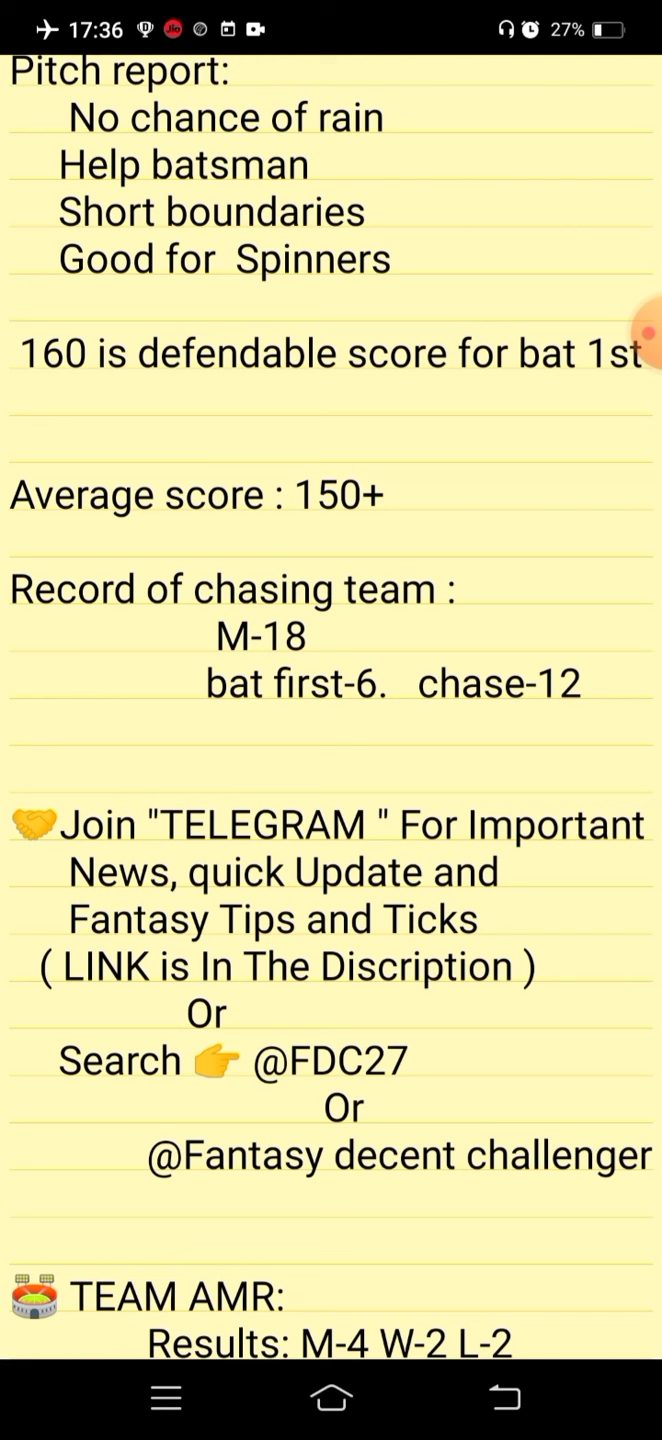 17:36 Jio 27%
Pitch report:
No chance of rain
Help batsman
Short boundaries
Good for Spinners
160 is defendable score for bat 1st
Average score : 150+
Record of chasing team :
M-18
bat first-6. chase-12
🤝Join "TELEGRAM " For Important
News, quick Update and
Fantasy Tips and Ticks
( LINK is In The Discription )
Or
Search 👉 @FDC27
Or
@Fantasy decent challenger
🏟 TEAM AMR:
Results: M-4 W-2 L-2